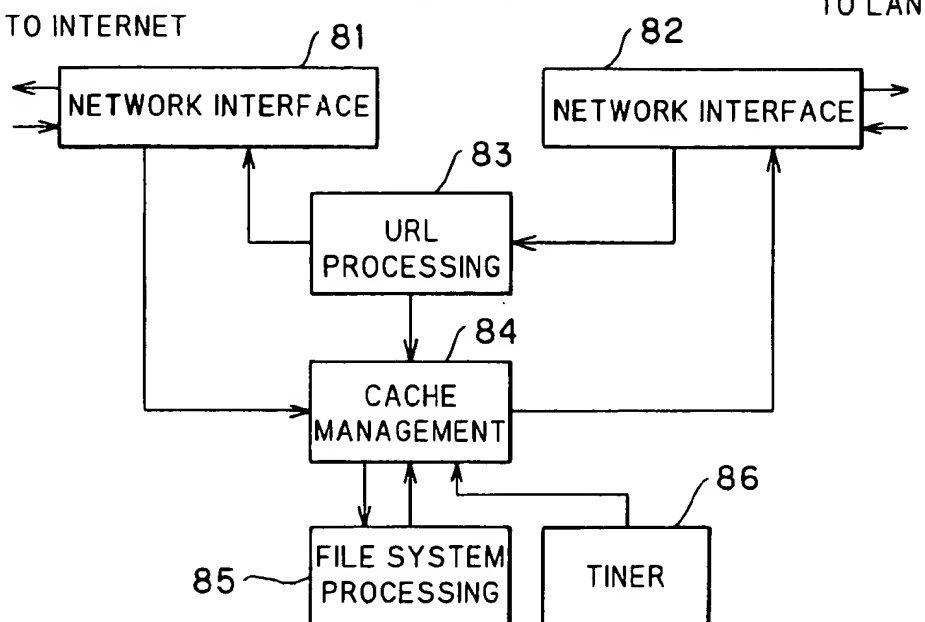 TO INTERNET
TO LAN
81
82
NETWORK INTERFACE
NETWORK INTERFACE
83
URL
PROCESSING
84
CACHE
MANAGEMENT
86
FILE SYSTEM
PROCESSING
85
TINER